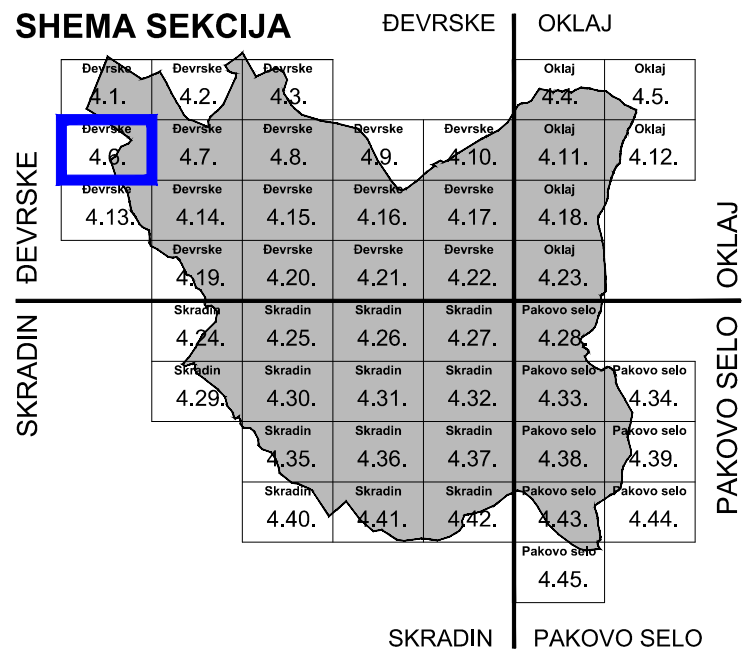 SHEMA SEKCIJA ĐEVRSKE OKLAJ
Đevrske Đevrske Đevrske Oklaj Oklaj
4.1. 4.2. 4.3. 4.4. 4.5.
Đevrske Đevrske Đevrske Đevrske Đevrske Oklaj Oklaj
4.6. 4.7. 4.8. 4.9. 4.10. 4.11. 4.12.
Đevrske Đevrske Đevrske Đevrske Đevrske Oklaj
4.13. 4.14. 4.15. 4.16. 4.17. 4.18.
Đevrske Đevrske Đevrske Đevrske Oklaj
4.19. 4.20. 4.21. 4.22. 4.23.
ĐEVRSKE
OKLAJ
Skradin Skradin Skradin Skradin Pakovo selo
4.24. 4.25. 4.26. 4.27. 4.28.
Skradin Skradin Skradin Skradin Pakovo selo Pakovo selo
4.29. 4.30. 4.31. 4.32. 4.33. 4.34.
Skradin Skradin Skradin Pakovo selo Pakovo selo
4.35. 4.36. 4.37. 4.38. 4.39.
Skradin Skradin Skradin Pakovo selo Pakovo selo
4.40. 4.41. 4.42. 4.43. 4.44.
Pakovo selo
4.45.
SKRADIN
PAKOVO SELO
SKRADIN PAKOVO SELO